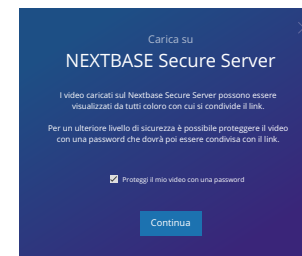 Carica su
NEXTBASE Secure Server
I video caricati sul Nextbase Secure Server possono essere
visualizzati da tutti coloro con cui si condivide il link.
Per un ulteriore livello di sicurezza è possibile proteggere il video
con una password che dovrà poi essere condivisa con il link.
Proteggi il mio video con una password
Continua